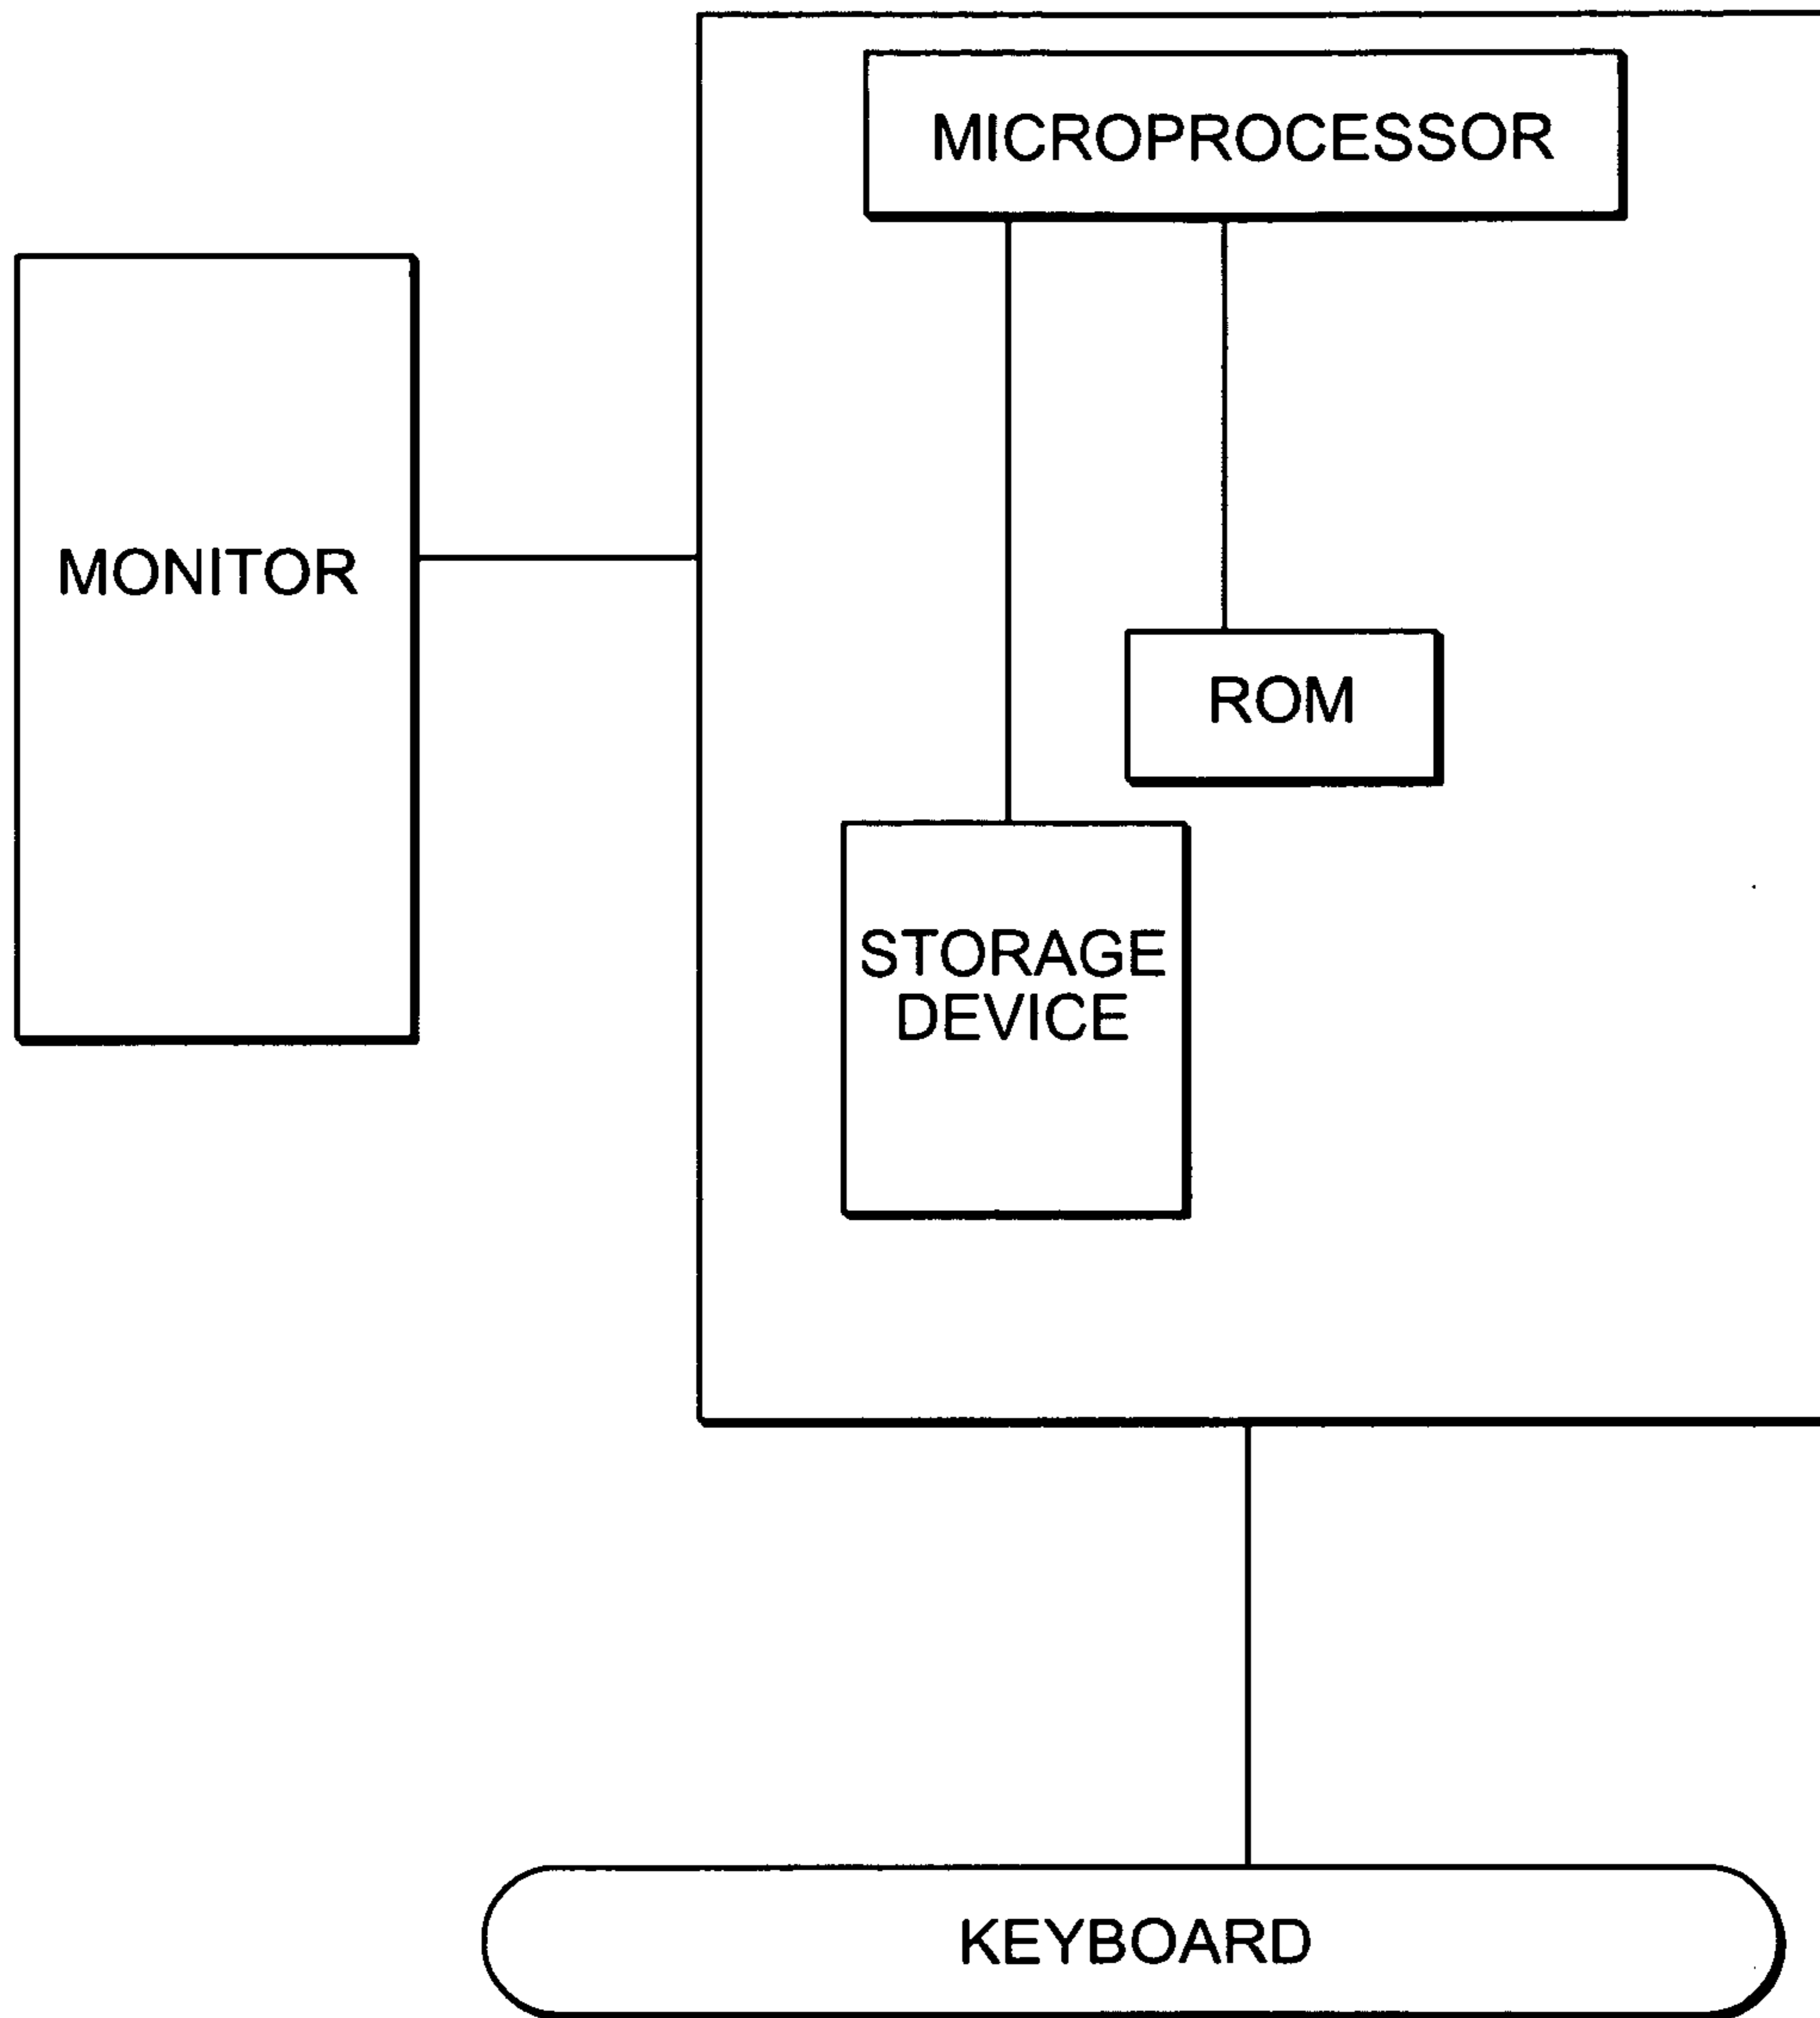 MICROPROCESSOR
MONITOR
ROM
STORAGE
DEVICE
KEYBOARD